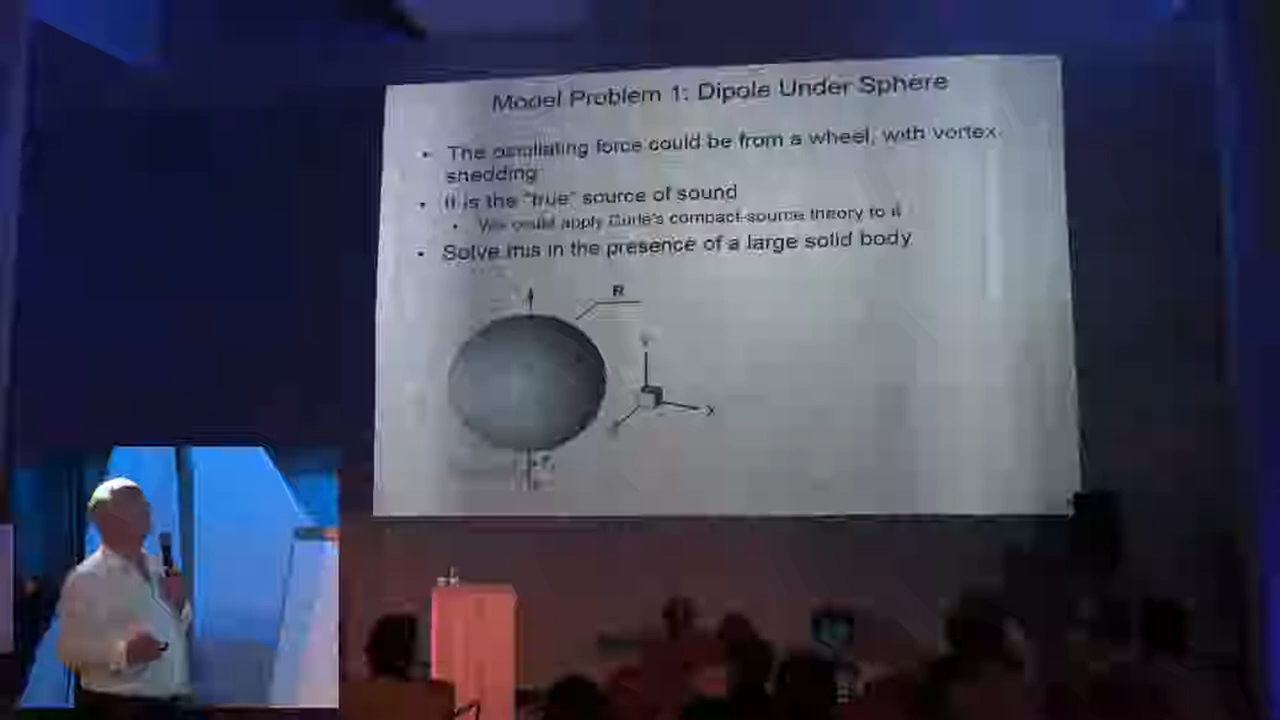 Model Problem 1: Dipole Under Sphere
• The oscillating force could be from a wheel, with vortex
shedding
• It is the "true" source of sound
• We could apply Curle's compact-source theory to it
• Solve this in the presence of a large solid body
R
Y
X